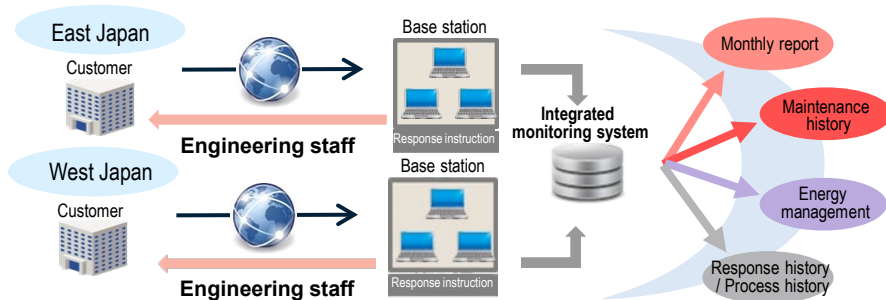 East Japan
Customer
Base station
Response instruction
Engineering staff
West Japan
Customer
Base station
Response instruction
Engineering staff
Integrated
monitoring system
Monthly report
Maintenance
history
Energy
management
Response history
/ Process history